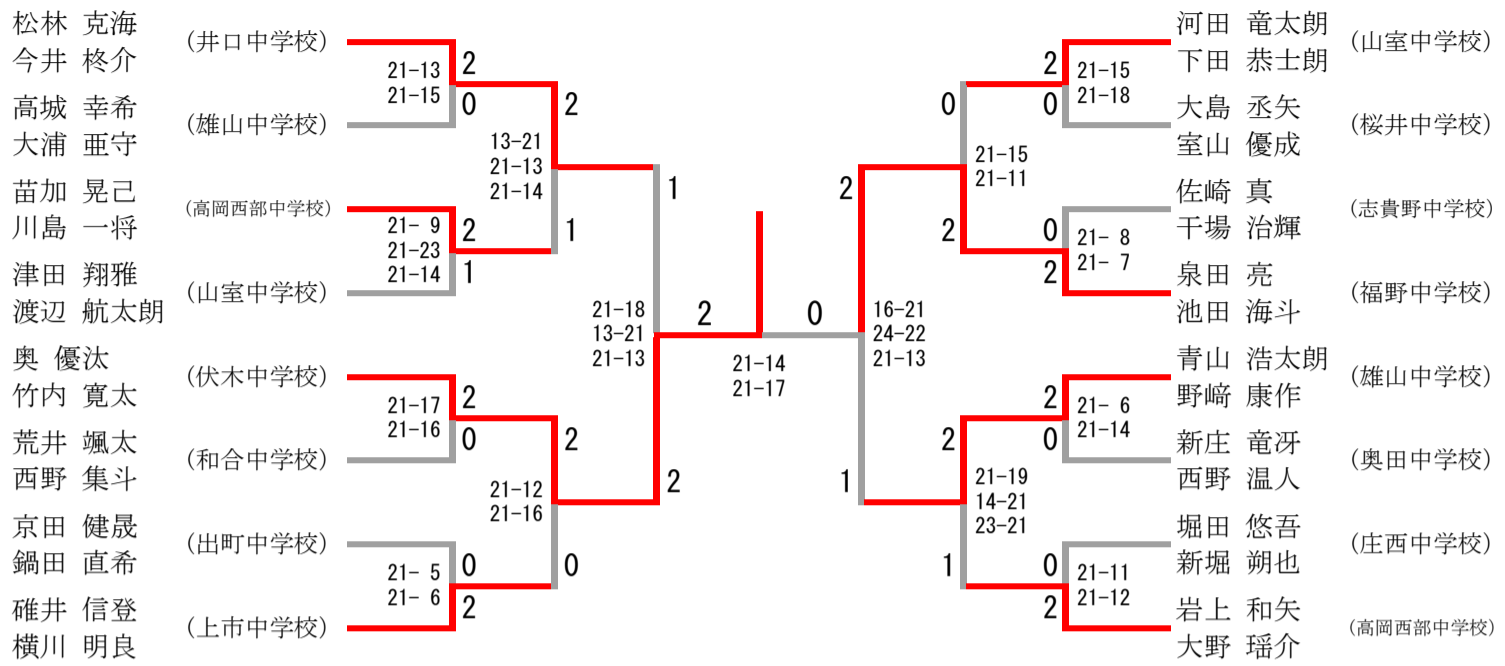 松林 克海
今井 柊介
(井口中学校)
高城 幸希
大浦 亜守
(雄山中学校)
苗加 晃己
川島 一将
(高岡西部中学校)
津田 翔雅
渡辺 航太朗
(山室中学校)
奥 優汰
竹内 寛太
(伏木中学校)
荒井 颯太
西野 集斗
(和合中学校)
京田 健晟
鍋田 直希
(出町中学校)
碓井 信登
横川 明良
(上市中学校)
2
21-13
21-15
0
2
21- 9
21-23
21-14
1
2
21-17
21-16
0
0
21- 5
21- 6
2
2
13-21
21-13
21-14
1
2
21-12
21-16
0
1
21-18
13-21
21-13
2
2
0
21-14
21-17
2
16-21
24-22
21-13
1
0
21-15
21-11
2
2
21-19
14-21
23-21
1
2
21-15
21-18
0
0
21- 8
21- 7
2
2
21- 6
21-14
0
0
21-11
21-12
2
河田 竜太朗
下田 恭士朗
(山室中学校)
大島 丞矢
室山 優成
(桜井中学校)
佐崎 真
干場 治輝
(志貴野中学校)
泉田 亮
池田 海斗
(福野中学校)
青山 浩太朗
野﨑 康作
(雄山中学校)
新庄 竜冴
西野 温人
(奥田中学校)
堀田 悠吾
新堀 朔也
(庄西中学校)
岩上 和矢
大野 瑶介
(高岡西部中学校)